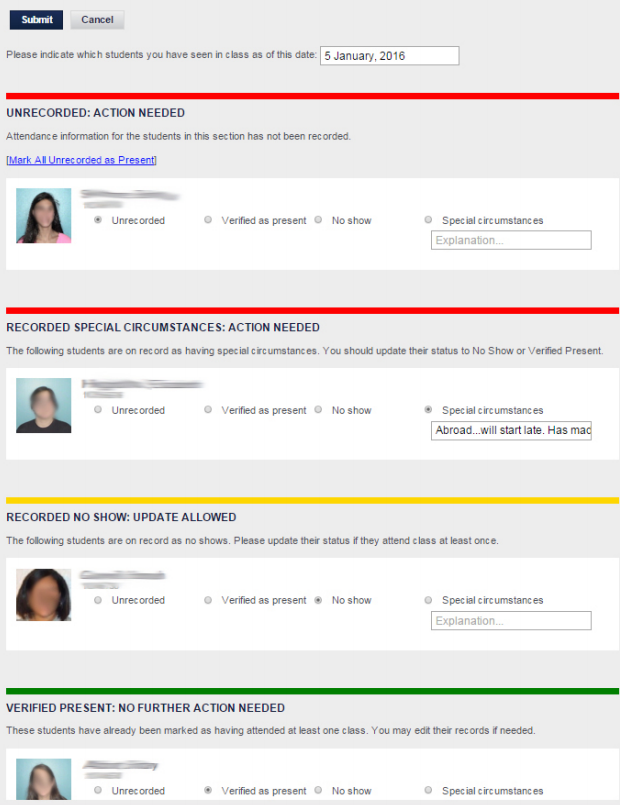 Submit Cancel
Please indicate which students you have seen in class as of this date: 5 January, 2016
UNRECORDED: ACTION NEEDED
Attendance information for the students in this section has not been recorded.
[Mark All Unrecorded as Present]
Unrecorded Verified as present No show Special circumstances
Explanation...
RECORDED SPECIAL CIRCUMSTANCES: ACTION NEEDED
The following students are on record as having special circumstances. You should update their status to No Show or Verified Present.
Unrecorded Verified as present No show Special circumstances
Abroad...will start late. Has mad
RECORDED NO SHOW: UPDATE ALLOWED
The following students are on record as no shows. Please update their status if they attend class at least once.
Unrecorded Verified as present No show Special circumstances
Explanation...
VERIFIED PRESENT: NO FURTHER ACTION NEEDED
These students have already been marked as having attended at least one class. You may edit their records if needed.
Unrecorded Verified as present No show Special circumstances